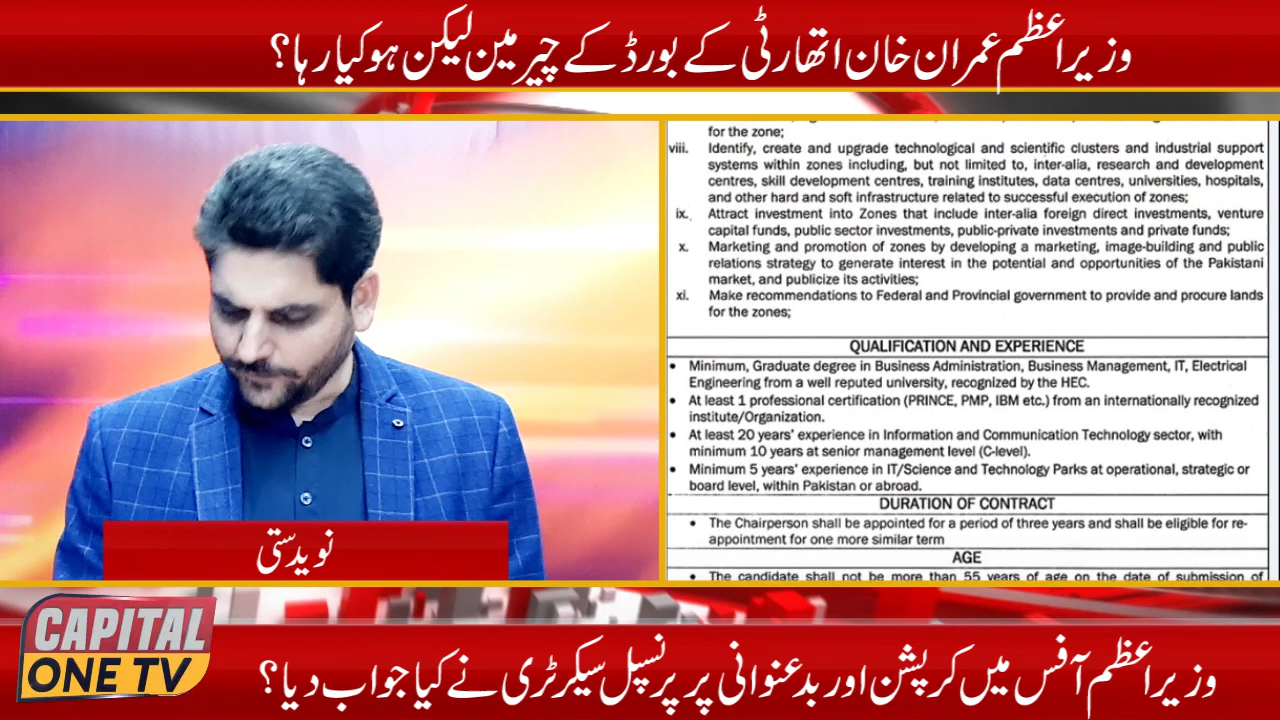 وزیراعظم عمران خان اتھارٹی کے بورڈ کے چیرمین لیکن ہو کیا رہا؟
for the zone;
viii. Identify, create and upgrade technological and scientific clusters and industrial support
systems within zones including, but not limited to, inter-alia, research and development
centres, skill development centres, training institutes, data centres, universities, hospitals,
and other hard and soft infrastructure related to successful execution of zones;
ix. Attract investment into Zones that include inter-alia foreign direct investments, venture
capital funds, public sector investments, public-private investments and private funds;
x. Marketing and promotion of zones by developing a marketing, image-building and public
relations strategy to generate interest in the potential and opportunities of the Pakistani
market, and publicize its activities;
xi. Make recommendations to Federal and Provincial government to provide and procure lands
for the zones;
QUALIFICATION AND EXPERIENCE
• Minimum, Graduate degree in Business Administration, Business Management, IT, Electrical
Engineering from a well reputed university, recognized by the HEC.
• At least 1 professional certification (PRINCE, PMP, IBM etc.) from an internationally recognized
institute/Organization.
• At least 20 years' experience in Information and Communication Technology sector, with
minimum 10 years at senior management level (C-level).
• Minimum 5 years' experience in IT/Science and Technology Parks at operational, strategic or
board level, within Pakistan or abroad.
DURATION OF CONTRACT
• The Chairperson shall be appointed for a period of three years and shall be eligible for re-
appointment for one more similar term
AGE
• The candidate shall not be more than 55 years of age on the date of submission of
نوید ستی
CAPITAL
ONE TV
وزیراعظم آفس میں کرپشن اور بدعنوانی پر پرنسپل سیکرٹری نے کیا جواب دیا؟